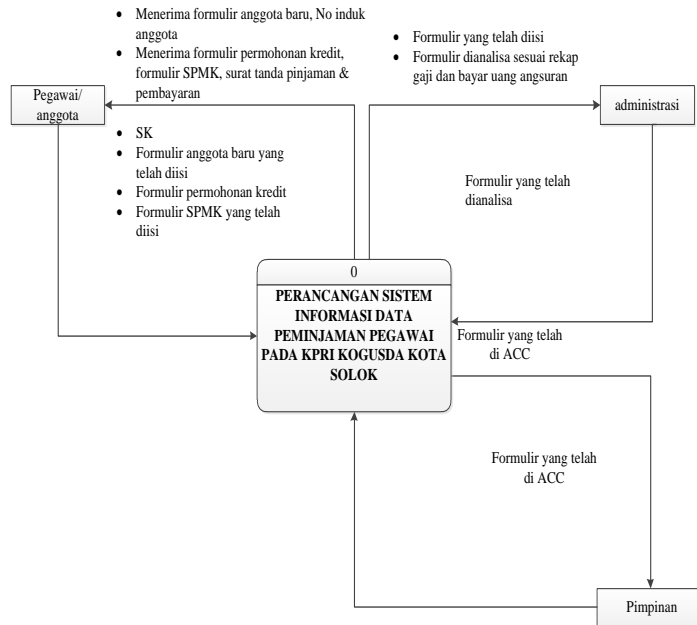 • Menerima formulir anggota baru, No induk
anggota
• Menerima formulir permohonan kredit,
formulir SPMK, surat tanda pinjaman &
pembayaran
• Formulir yang telah diisi
• Formulir dianalisa sesuai rekap
gaji dan bayar uang angsuran
Pegawai/
anggota
administrasi
• SK
• Formulir anggota baru yang
telah diisi
• Formulir permohonan kredit
• Formulir SPMK yang telah
diisi
Formulir yang telah
dianalisa
0
PERANCANGAN SISTEM
INFORMASI DATA
PEMINJAMAN PEGAWAI
PADA KPRI KOGUSDA KOTA
SOLOK
Formulir yang telah
di ACC
Formulir yang telah
di ACC
Pimpinan